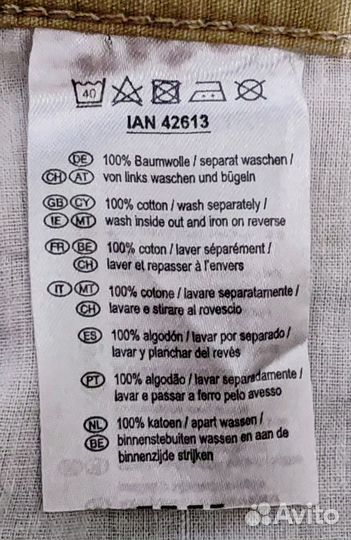 40
IAN 42613
DE 100% Baumwolle / separat waschen /
CH AT von links waschen und bügeln
GB CY 100% cotton / wash separately /
IE MT wash inside out and iron on reverse
FR BE 100% coton / laver séparément /
CH laver et repasser à l'envers
IT MT 100% cotone / lavare separatamente /
CH lavare e stirare al rovescio
ES 100% algodón / lavar por separado /
lavar y planchar del revés
PT 100% algodão / lavar separadamente /
lavar e passar a ferro pelo avesso
NL 100% katoen / apart wassen /
BE binnenstebuiten wassen en aan de
binnenzijde strijken
Avito